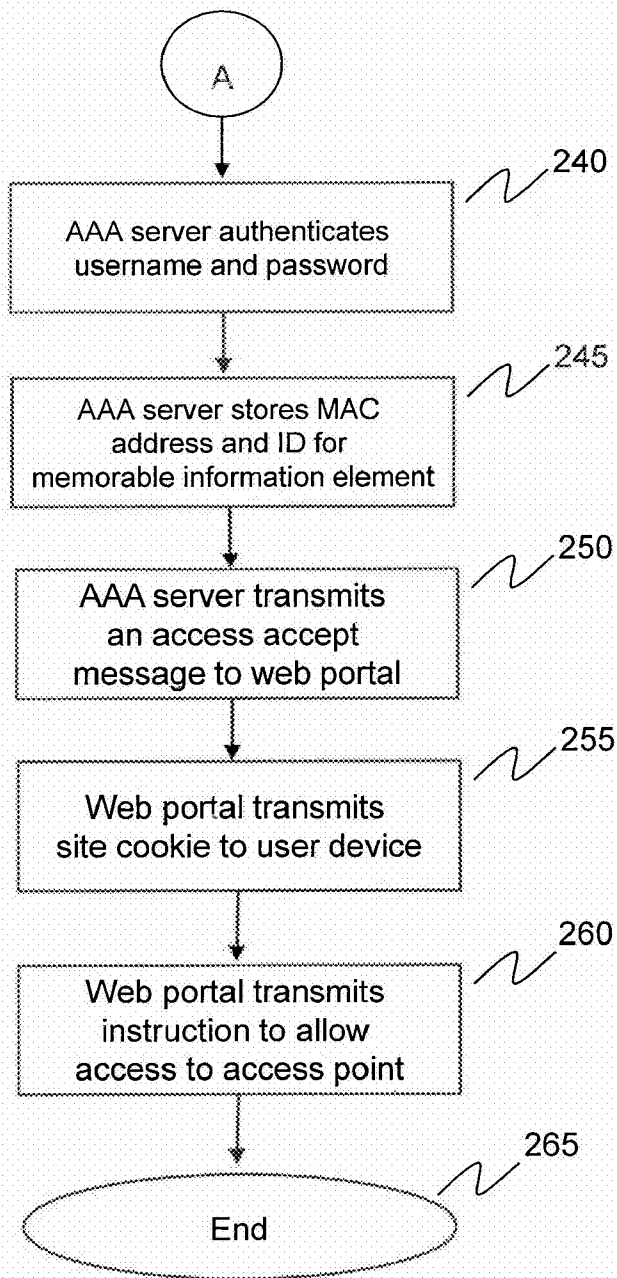 A
240
AAA server authenticates
username and password
245
AAA server stores MAC
address and ID for
memorable information element
250
AAA server transmits
an access accept
message to web portal
255
Web portal transmits
site cookie to user device
260
Web portal transmits
instruction to allow
access to access point
265
End